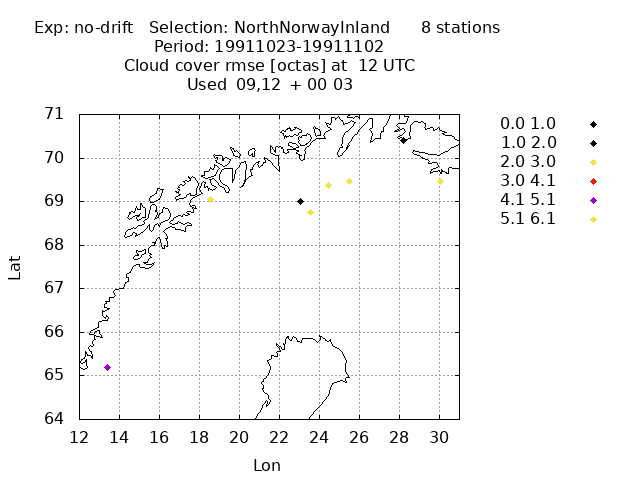 Exp: no-drift   Selection: NorthNorwayInland      8 stations
Period: 19911023-19911102
Cloud cover rmse [octas] at  12 UTC
Used  09,12  + 00 03
71
70
69
68
67
66
65
64
Lat
12 14 16 18 20 22 24 26 28 30
Lon
0.0 1.0
1.0 2.0
2.0 3.0
3.0 4.1
4.1 5.1
5.1 6.1